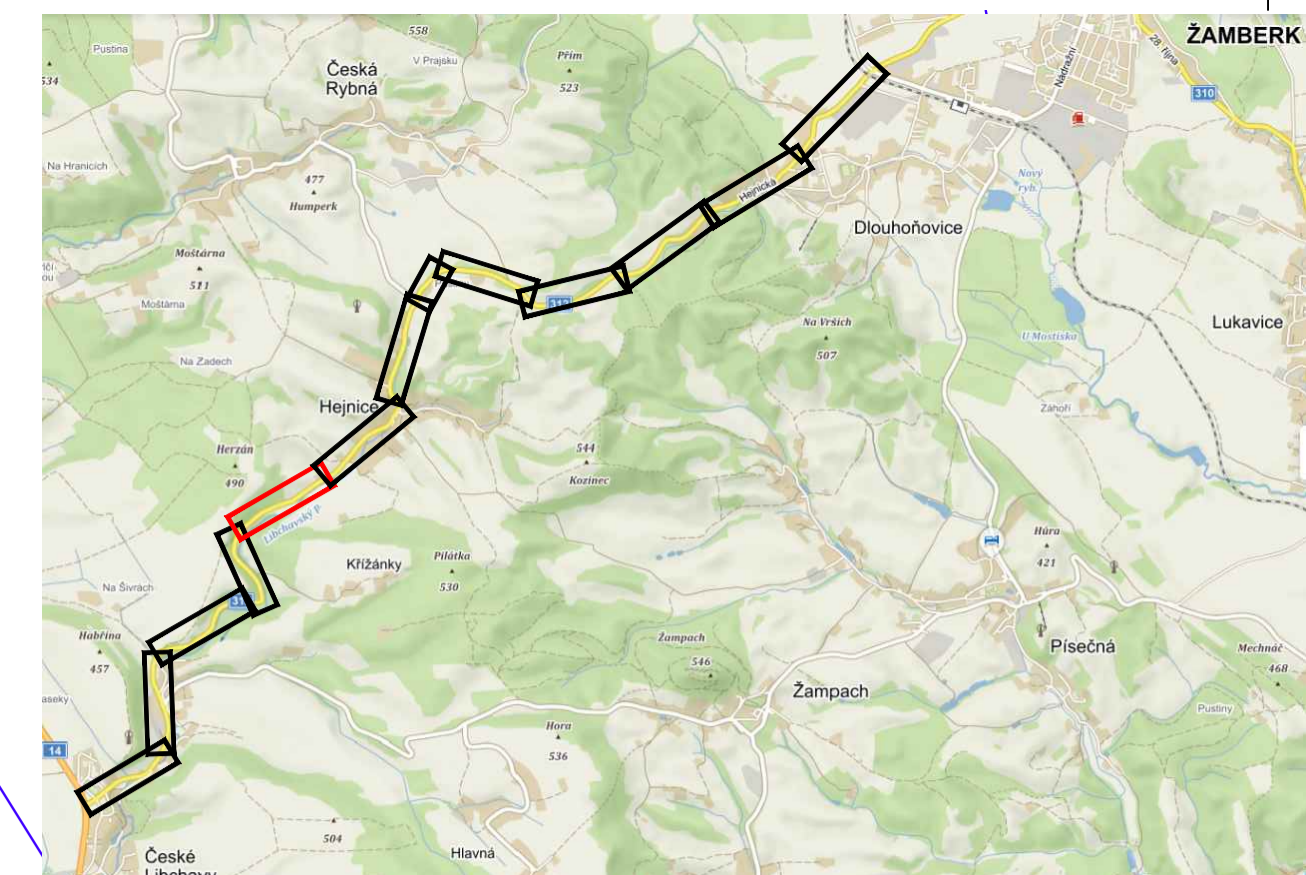 558
Pustina
534
Česká
Rybná
V Prajsku
Přím
523
ŽAMBERK
28. října
Nádražní
310
Na Hranicích
477
Humperk
Hejnická
Nový
ryb.
Dlouhoňovice
Moštárna
511
Moštárna
312
Na Vrších
507
U Mostiska
Lukavice
Na Zadech
Hejnice
Záhoří
Herzán
490
544
Kozinec
Libchavský p.
Křížánky
Pilátka
530
Hůra
421
Na Šivrách
Habřina
457
Žampach
546
Písečná
Mechnáč
468
Žampach
Pustiny
14
Hora
536
504
Hlavná
České
Libchavy